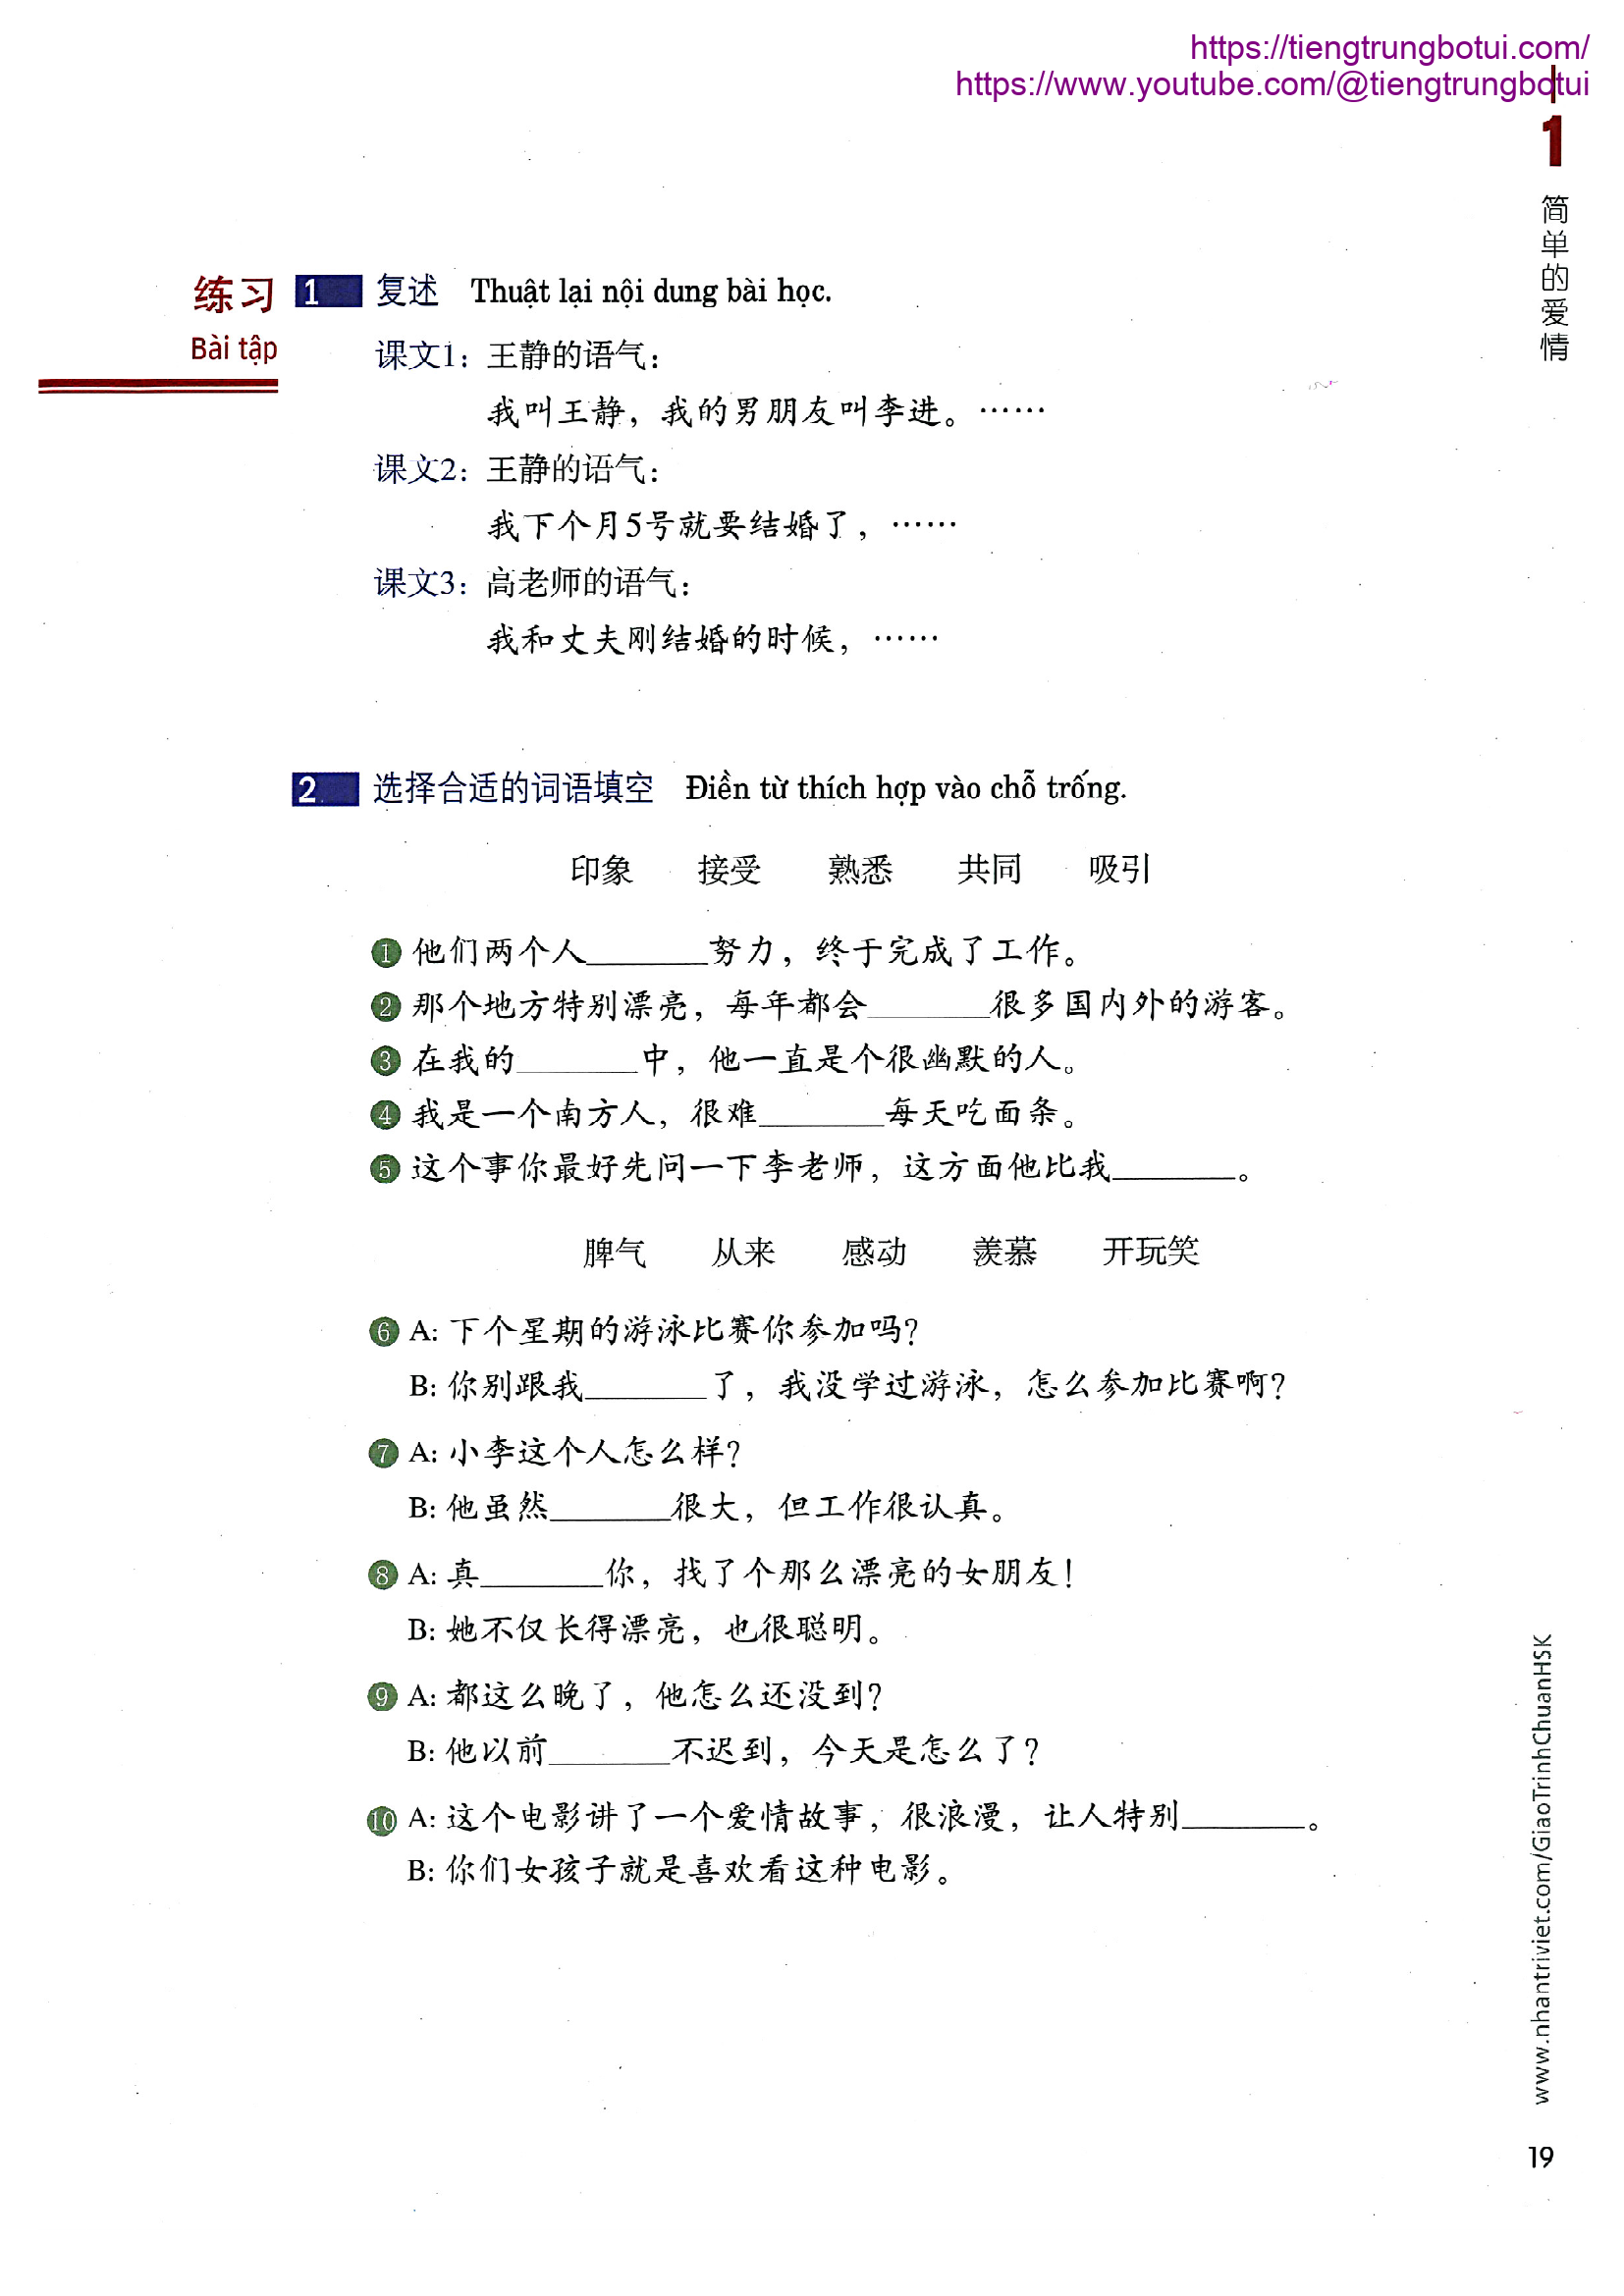 https://tiengtrungbotui.com/
https://www.youtube.com/@tiengtrungbotui
1
简单的爱情
练习 1 复述 Thuật lại nội dung bài học.
Bài tập
课文1：王静的语气：
我叫王静，我的男朋友叫李进。……
课文2：王静的语气：
我下个月5号就要结婚了，……
课文3：高老师的语气：
我和丈夫刚结婚的时候，……
2 选择合适的词语填空 Điền từ thích hợp vào chỗ trống.
印象 接受 熟悉 共同 吸引
1 他们两个人______努力，终于完成了工作。
2 那个地方特别漂亮，每年都会______很多国内外的游客。
3 在我的______中，他一直是个很幽默的人。
4 我是一个南方人，很难______每天吃面条。
5 这个事你最好先问一下李老师，这方面他比我______。
脾气 从来 感动 羡慕 开玩笑
6 A: 下个星期的游泳比赛你参加吗？
B: 你别跟我______了，我没学过游泳，怎么参加比赛啊？
7 A: 小李这个人怎么样？
B: 他虽然______很大，但工作很认真。
8 A: 真______你，找了个那么漂亮的女朋友！
B: 她不仅长得漂亮，也很聪明。
9 A: 都这么晚了，他怎么还没到？
B: 他以前______不迟到，今天是怎么了？
10 A: 这个电影讲了一个爱情故事，很浪漫，让人特别______。
B: 你们女孩子就是喜欢看这种电影。
www.nhantriviet.com/GiaoTrinhChuanHSK
19